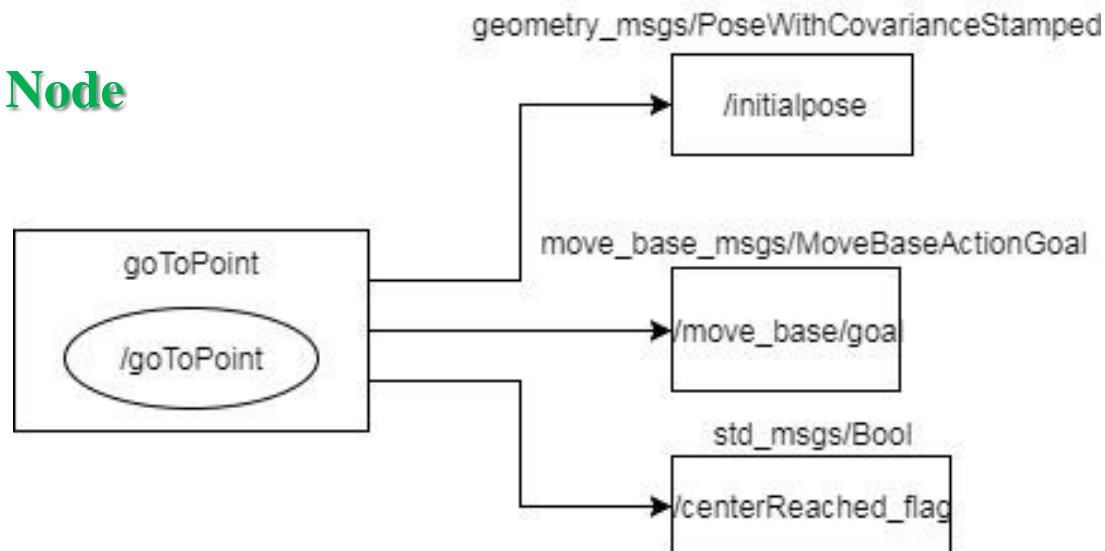 geometry_msgs/PoseWithCovarianceStamped
Node
/initialpose
goToPoint
/goToPoint
move_base_msgs/MoveBaseActionGoal
/move_base/goal
std_msgs/Bool
/centerReached_flag